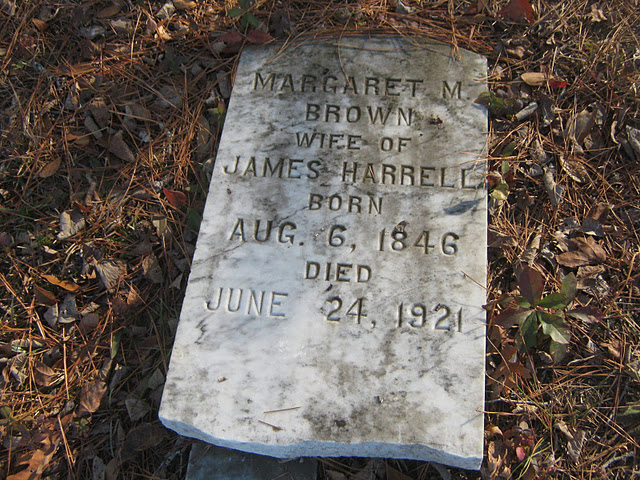 MARGARET M
BROWN
WIFE OF
JAMES HARRELL
BORN
AUG. 6, 1846
DIED
JUNE 24, 1921